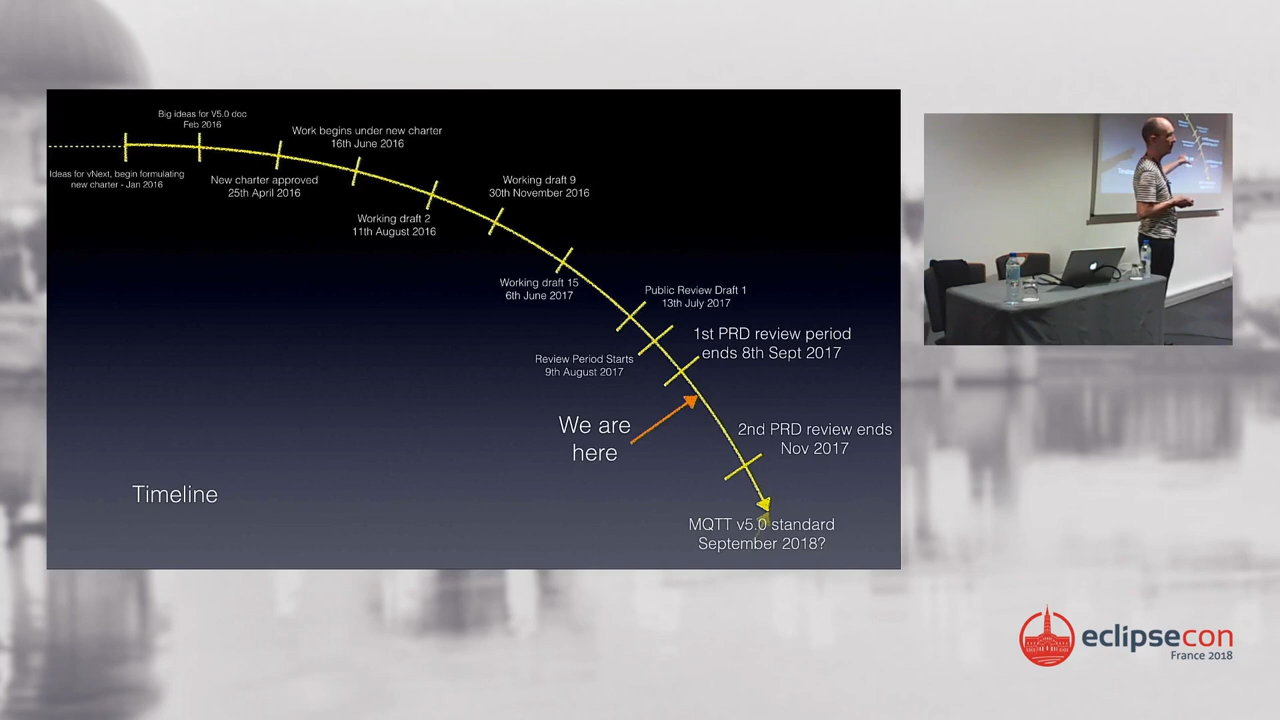 Big ideas for V5.0 doc
Feb 2016
Ideas for vNext, begin formulating
new charter - Jan 2016
Work begins under new charter
16th June 2016
New charter approved
25th April 2016
Working draft 9
30th November 2016
Working draft 2
11th August 2016
Working draft 15
6th June 2017
Public Review Draft 1
13th July 2017
1st PRD review period
ends 8th Sept 2017
Review Period Starts
9th August 2017
We are
here
2nd PRD review ends
Nov 2017
Timeline
MQTT v5.0 standard
September 2018?
eclipsecon
France 2018